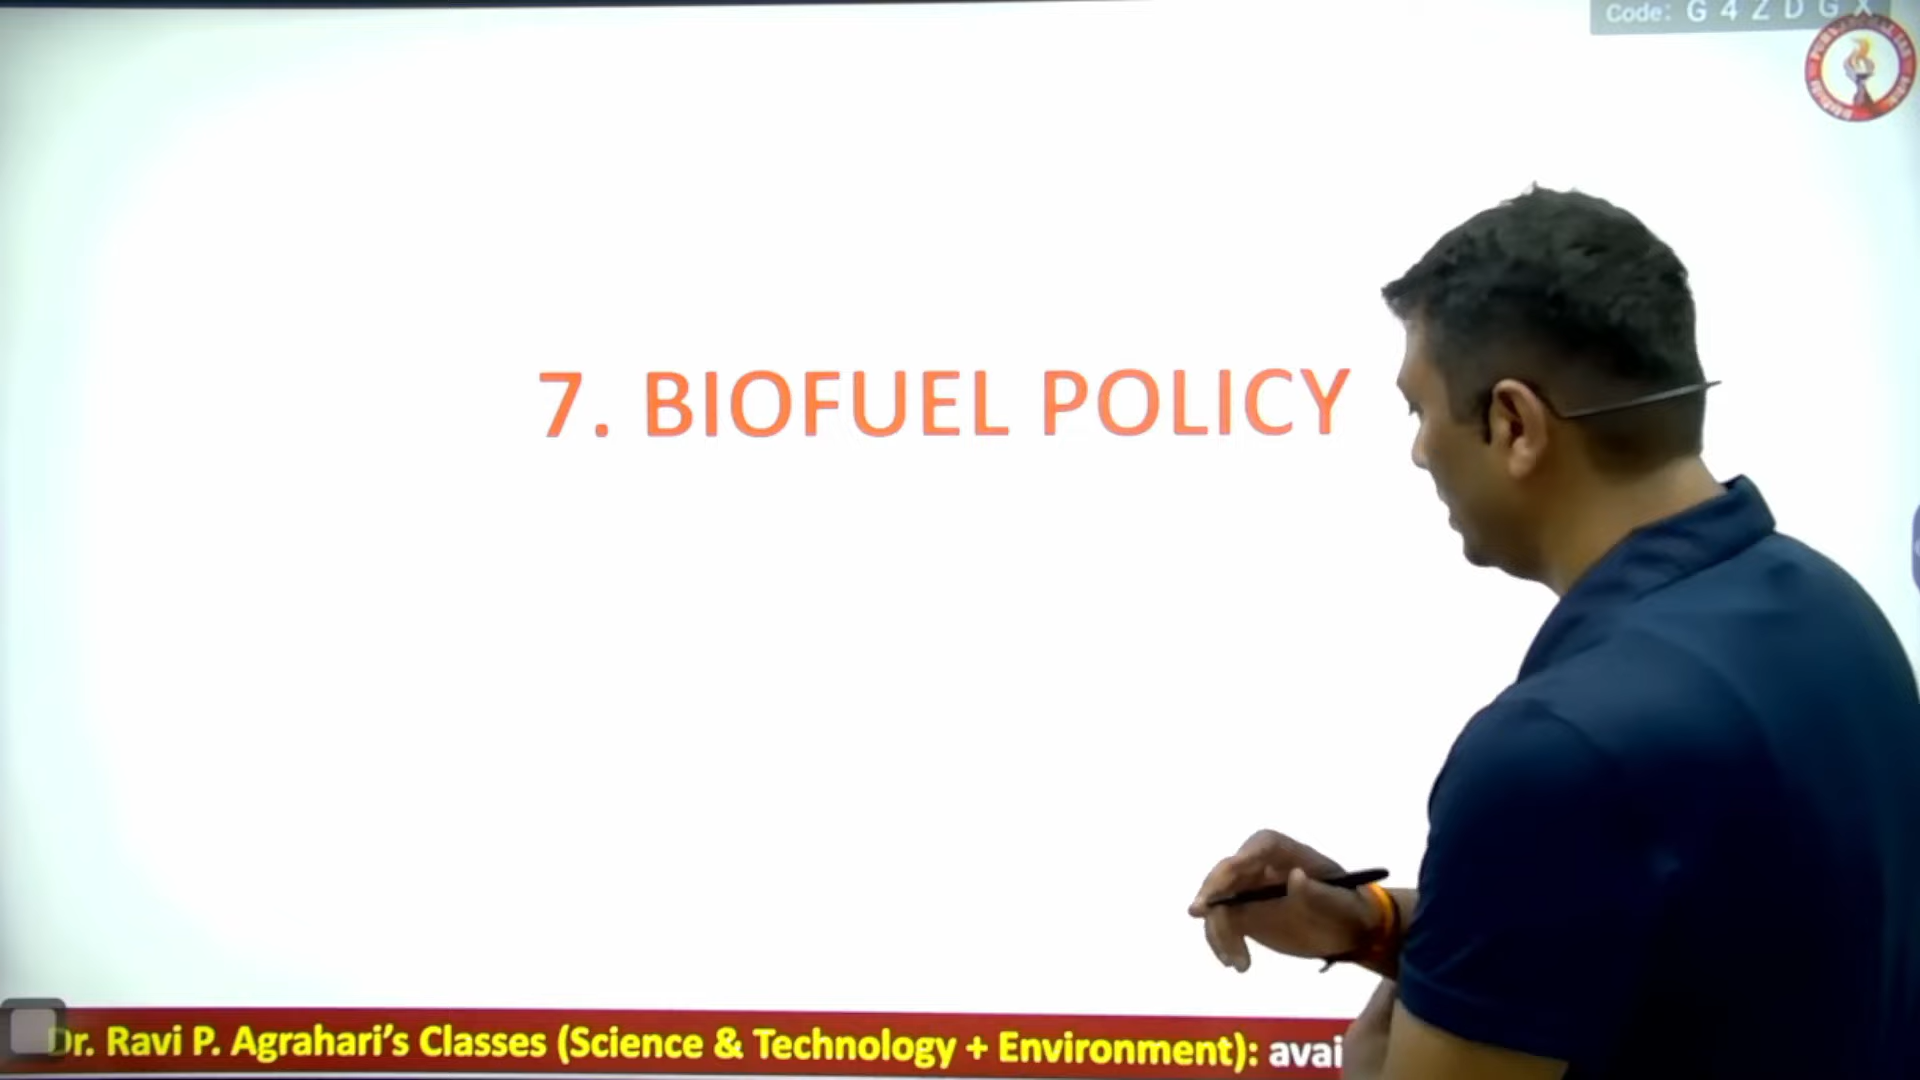 Code: G 4 Z D G X
7. BIOFUEL POLICY
Dr. Ravi P. Agrahari's Classes (Science & Technology + Environment): avai